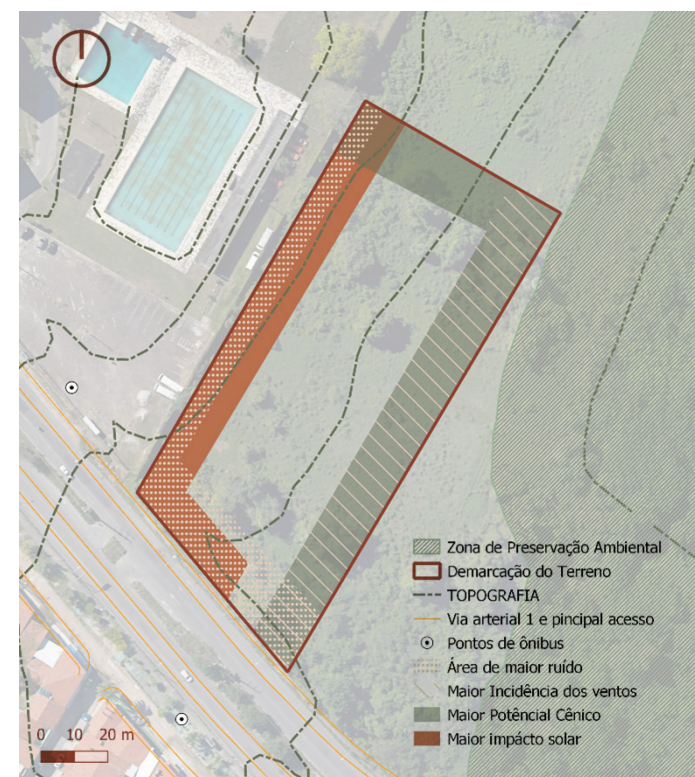 Zona de Preservação Ambiental
Demarcação do Terreno
TOPOGRAFIA
Via arterial 1 e pincipal acesso
Pontos de ônibus
Área de maior ruído
Maior Incidência dos ventos
Maior Potêncial Cênico
Maior impácto solar
0 10 20 m